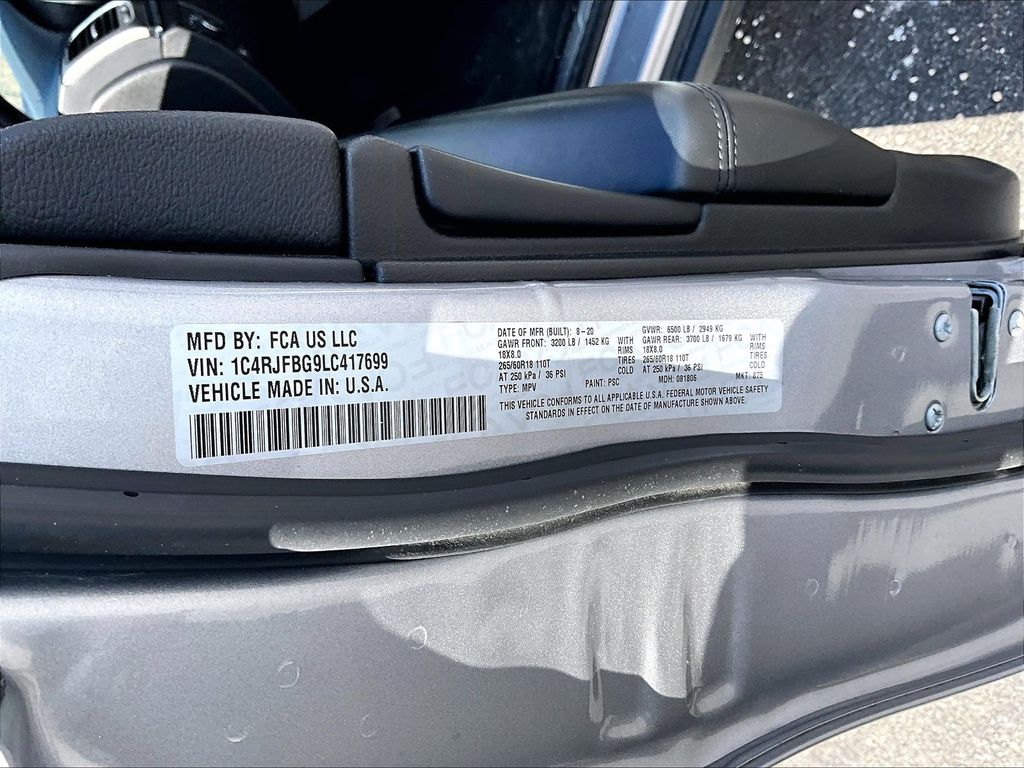 MFD BY: FCA US LLC
VIN: 1C4RJFBG9LC417699
VEHICLE MADE IN U.S.A.
DATE OF MFR (BUILT): 8-20
GAWR FRONT: 3200 LB / 1452 KG WITH
18X8.0 RIMS
265/60R18 110T TIRES
AT 250 kPa / 36 PSI COLD
TYPE: MPV PAINT: PSC
GVWR: 6500 LB / 2949 KG
GAWR REAR: 3700 LB / 1679 KG WITH
18X8.0 RIMS
265/60R18 110T TIRES
AT 250 kPa / 36 PSI COLD
MDH: 081806 MKT: 875
THIS VEHICLE CONFORMS TO ALL APPLICABLE U.S.A. FEDERAL MOTOR VEHICLE SAFETY
STANDARDS IN EFFECT ON THE DATE OF MANUFACTURE SHOWN ABOVE.